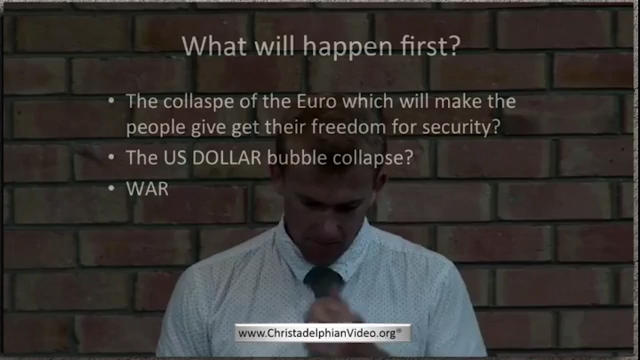 What will happen first?
• The collaspe of the Euro which will make the
people give get their freedom for security?
• The US DOLLAR bubble collapse?
• WAR
www.ChristadelphianVideo.org®